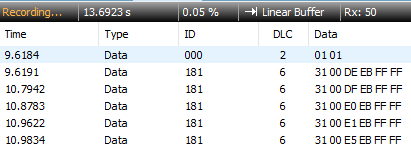 Recording... 13.6923 s 0.05 % Linear Buffer Rx: 50
Time Type ID DLC Data
9.6184 Data 000 2 01 01
9.6191 Data 181 6 31 00 DE EB FF FF
10.7942 Data 181 6 31 00 DF EB FF FF
10.8783 Data 181 6 31 00 E0 EB FF FF
10.9622 Data 181 6 31 00 E1 EB FF FF
10.9834 Data 181 6 31 00 E5 EB FF FF